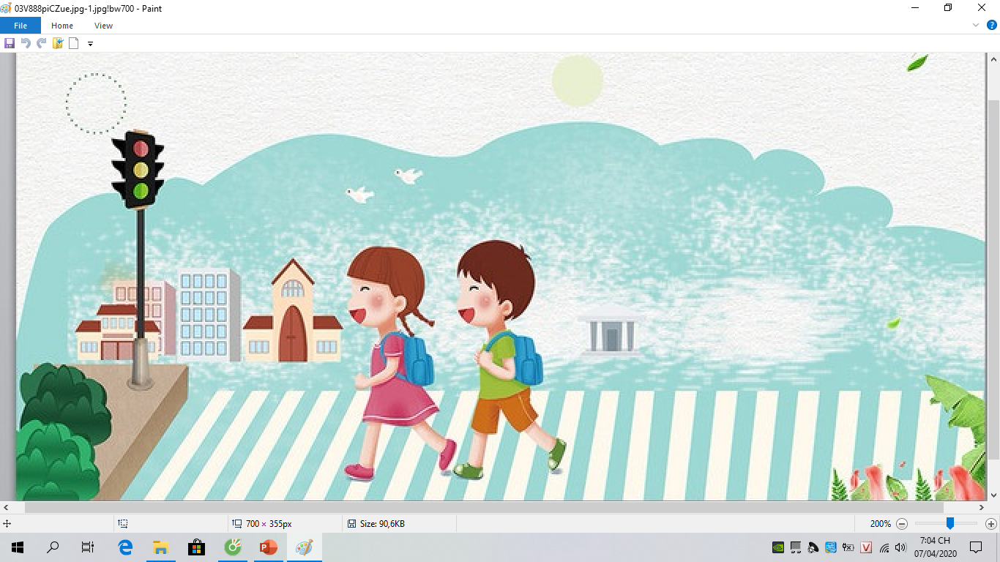 03V888piCZue.jpg-1.jpg!bw700 - Paint
File Home View
700 × 355px
Size: 90,6KB
200%
7:04 CH
07/04/2020